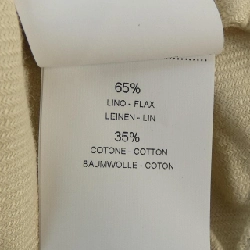 65%
LINO - FLAX
LEINEN - LIN
35%
COTONE - COTTON
BAUMWOLLE - COTON